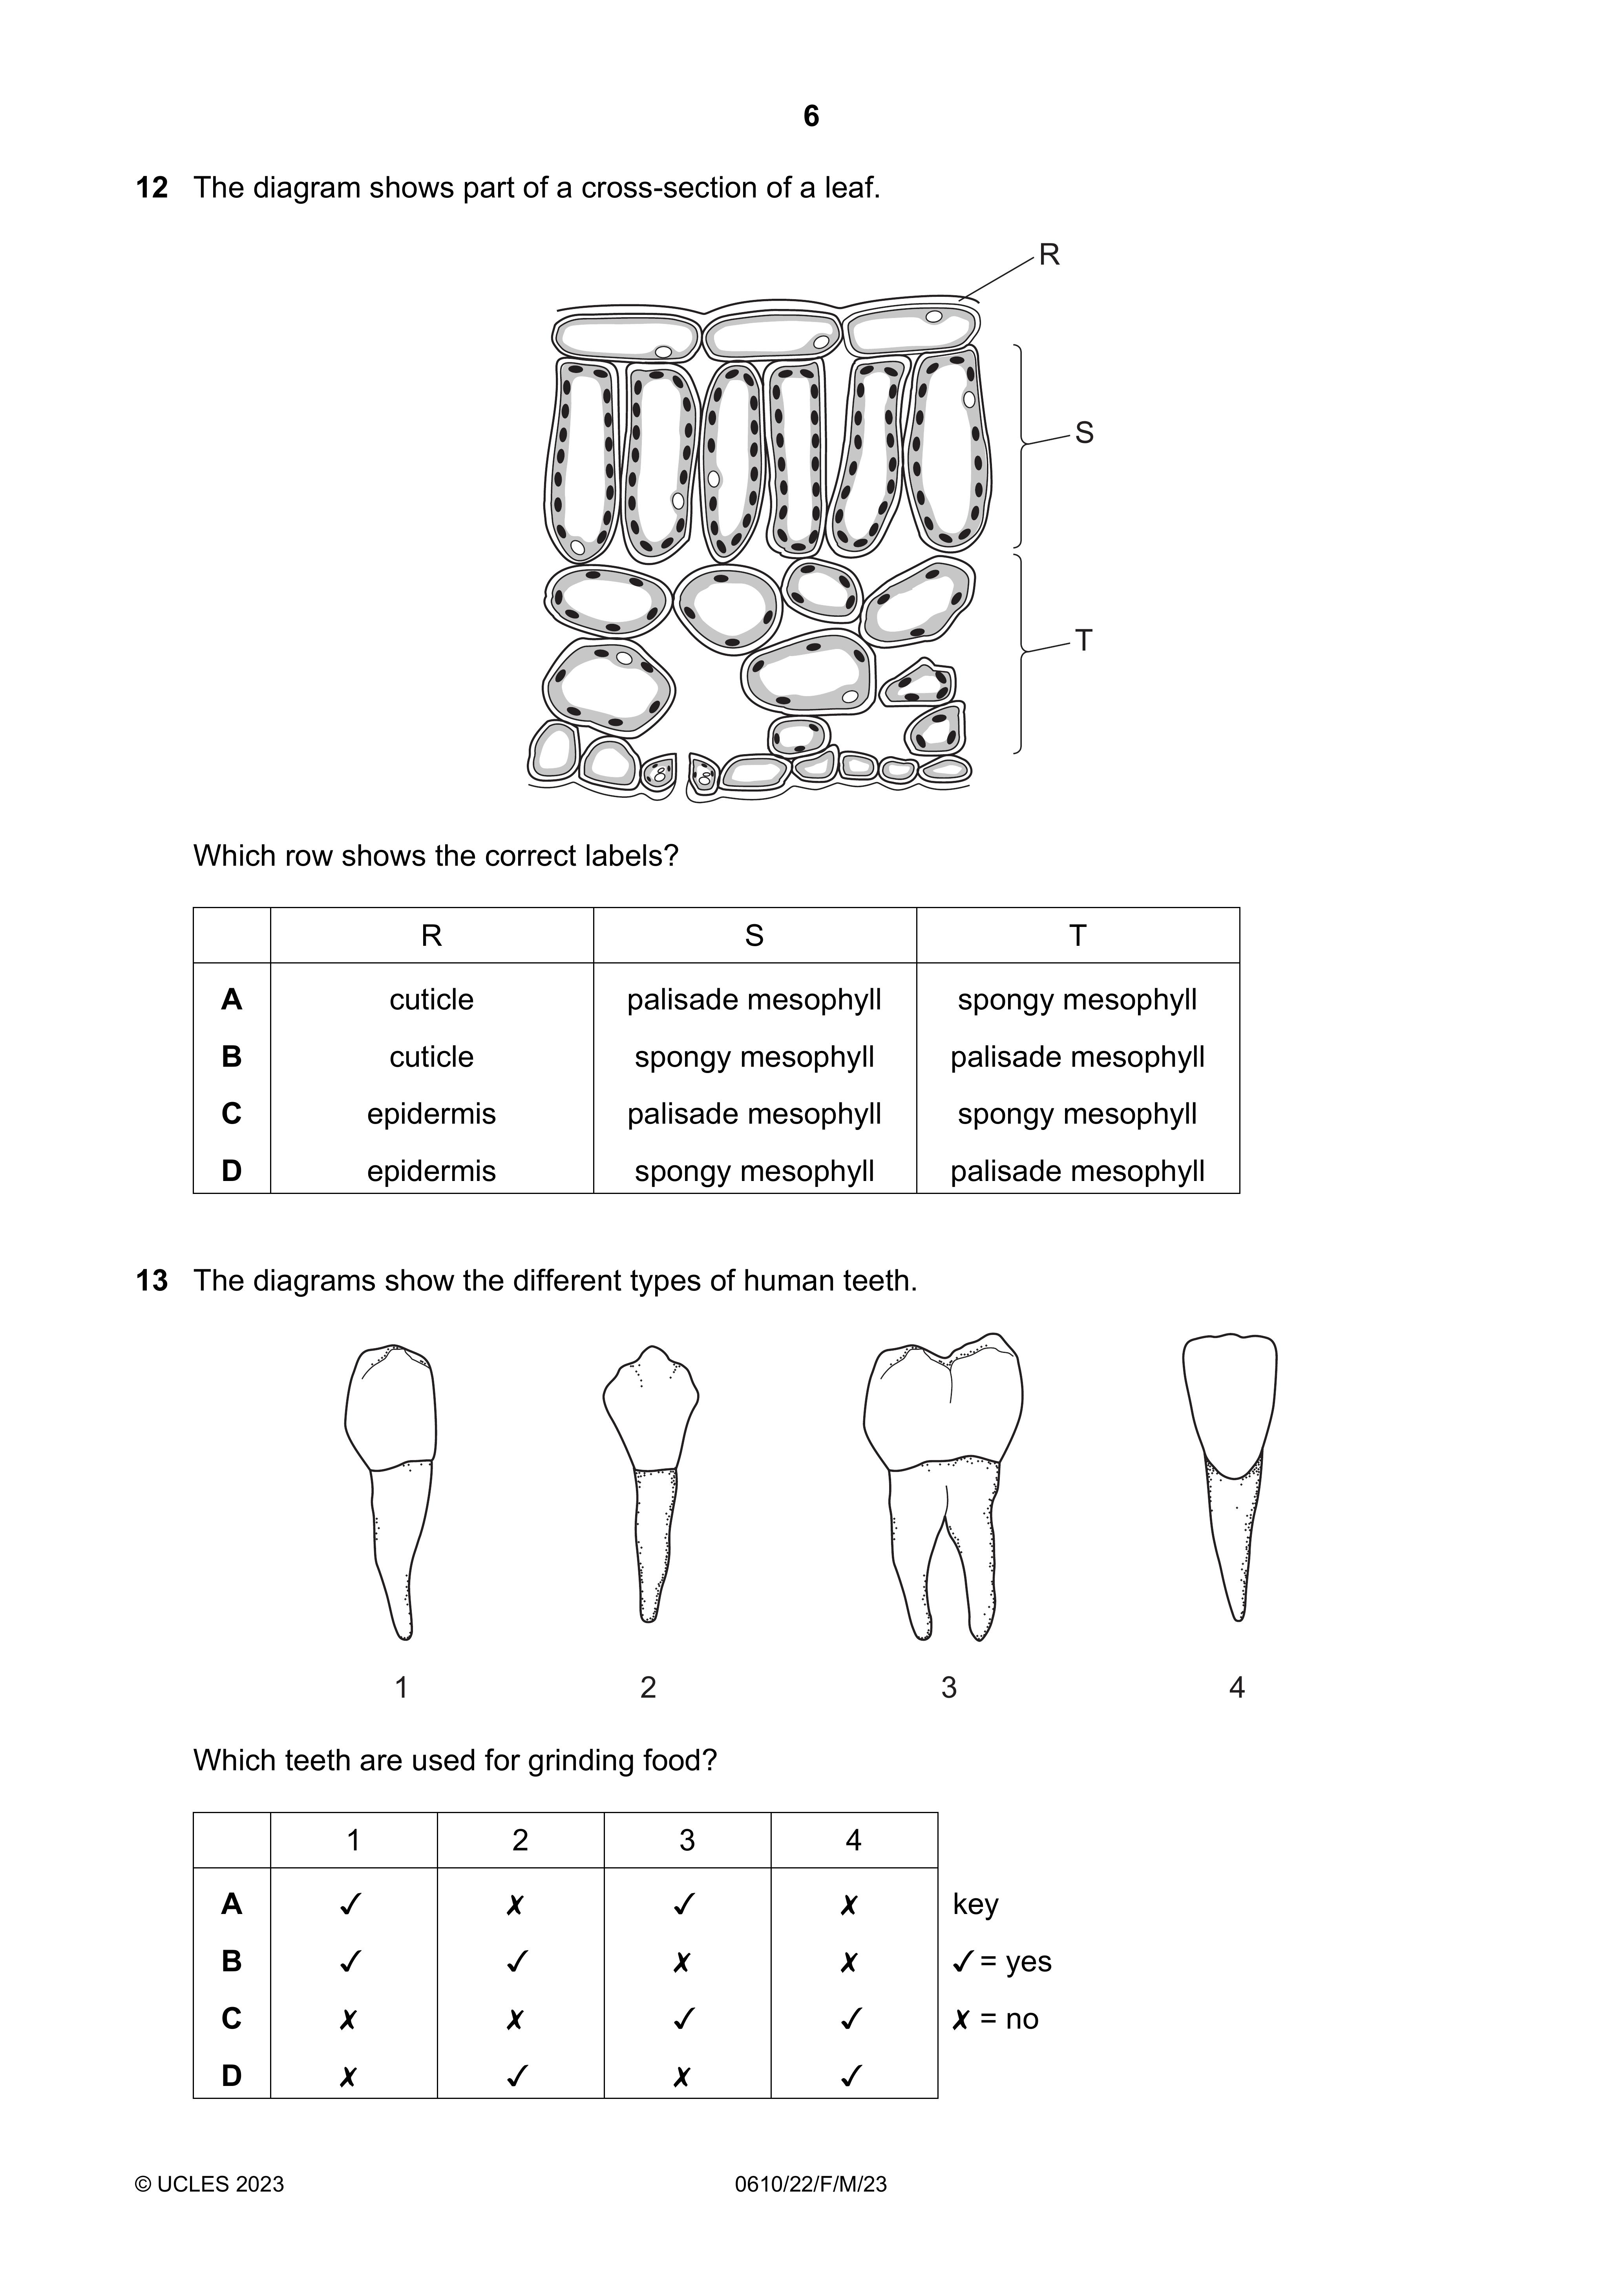 6
12 The diagram shows part of a cross-section of a leaf.
R
S
T
Which row shows the correct labels?
R S T
A cuticle palisade mesophyll spongy mesophyll
B cuticle spongy mesophyll palisade mesophyll
C epidermis palisade mesophyll spongy mesophyll
D epidermis spongy mesophyll palisade mesophyll
13 The diagrams show the different types of human teeth.
1 2 3 4
Which teeth are used for grinding food?
1 2 3 4
A ✓ ✗ ✓ ✗ key
B ✓ ✓ ✗ ✗ ✓ = yes
C ✗ ✗ ✓ ✓ ✗ = no
D ✗ ✓ ✗ ✓
© UCLES 2023 0610/22/F/M/23